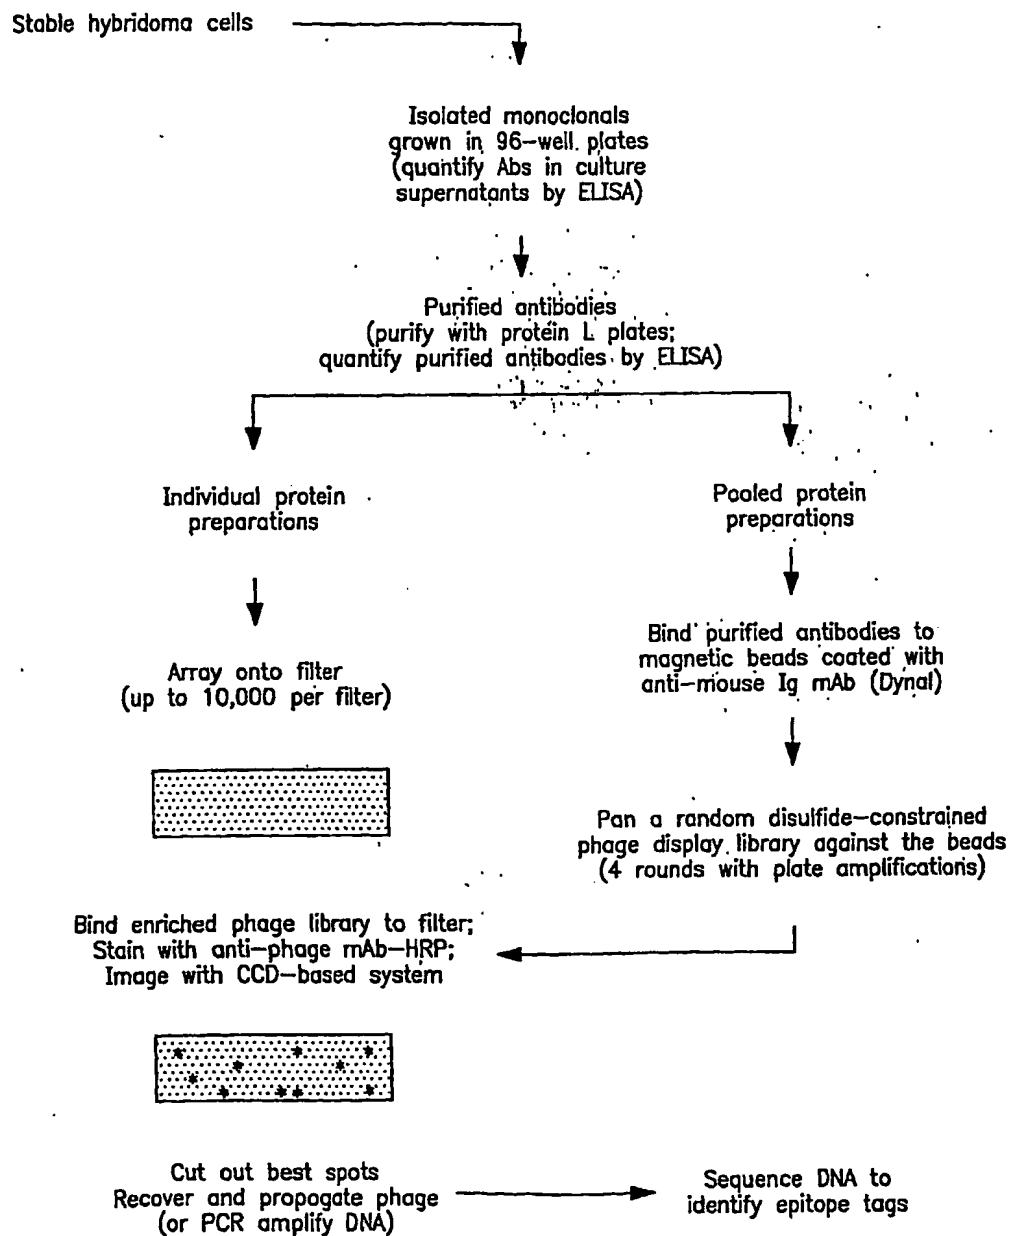 Stable hybridoma cells
Isolated monoclonals
grown in 96-well plates
(quantify Abs in culture
supernatants by ELISA)
Purified antibodies
(purify with protein L plates;
quantify purified antibodies by ELISA)
Individual protein
preparations
Pooled protein
preparations
Array onto filter
(up to 10,000 per filter)
Bind purified antibodies to
magnetic beads coated with
anti-mouse Ig mAb (Dynal)
Pan a random disulfide-constrained
phage display library against the beads
(4 rounds with plate amplifications)
Bind enriched phage library to filter;
Stain with anti-phage mAb-HRP;
Image with CCD-based system
Cut out best spots
Recover and propogate phage
(or PCR amplify DNA)
Sequence DNA to
identify epitope tags